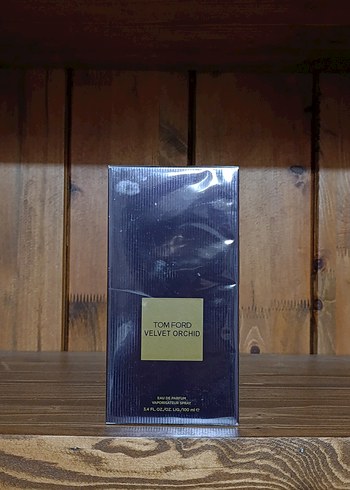 TOM FORD
VELVET ORCHID
EAU DE PARFUM
VAPORISATEUR SPRAY
3.4 FL.OZ./OZ. LIQ./100 ml ℮